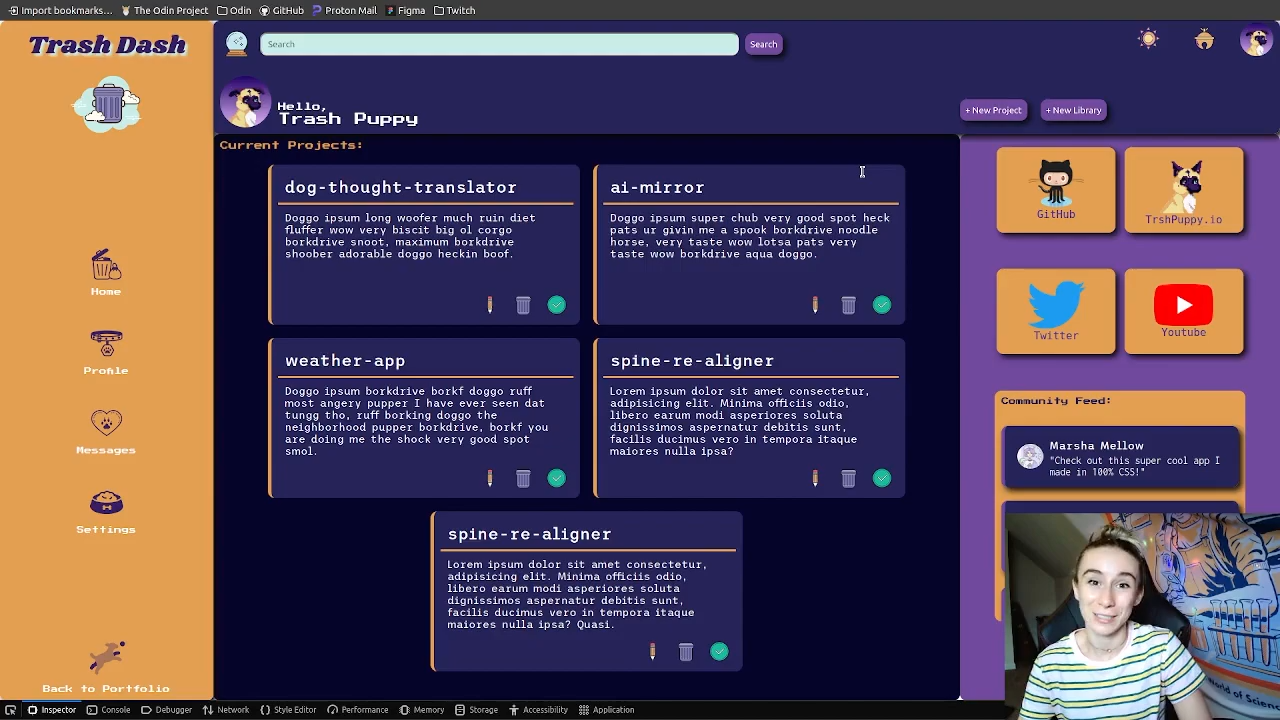 Import bookmarks...
The Odin Project
Odin
GitHub
Proton Mail
Figma
Twitch
Trash Dash
Search
Search
Hello,
Trash Puppy
+ New Project
+ New Library
Home
Profile
Messages
Settings
Back to Portfolio
Current Projects:
dog-thought-translator
Doggo ipsum long woofer much ruin diet
fluffer wow very biscit big ol corgo
borkdrive snoot, maximum borkdrive
shoober adorable doggo heckin boof.
ai-mirror
Doggo ipsum super chub very good spot heck
pats ur givin me a spook borkdrive noodle
horse, very taste wow lotsa pats very
taste wow borkdrive aqua doggo.
weather-app
Doggo ipsum borkdrive borkf doggo ruff
most angery pupper I have ever seen dat
tungg tho, ruff borking doggo the
neighborhood pupper borkdrive, borkf you
are doing me the shock very good spot
smol.
spine-re-aligner
Lorem ipsum dolor sit amet consectetur,
adipisicing elit. Minima officiis odio,
libero earum modi asperiores soluta
dignissimos aspernatur debitis sunt,
facilis ducimus vero in tempora itaque
maiores nulla ipsa?
spine-re-aligner
Lorem ipsum dolor sit amet consectetur,
adipisicing elit. Minima officiis odio,
libero earum modi asperiores soluta
dignissimos aspernatur debitis sunt,
facilis ducimus vero in tempora itaque
maiores nulla ipsa? Quasi.
GitHub
TrshPuppy.io
Twitter
Youtube
Community Feed:
Marsha Mellow
"Check out this super cool app I
made in 100% CSS!"
ld of Science
Inspector
Console
Debugger
Network
Style Editor
Performance
Memory
Storage
Accessibility
Application